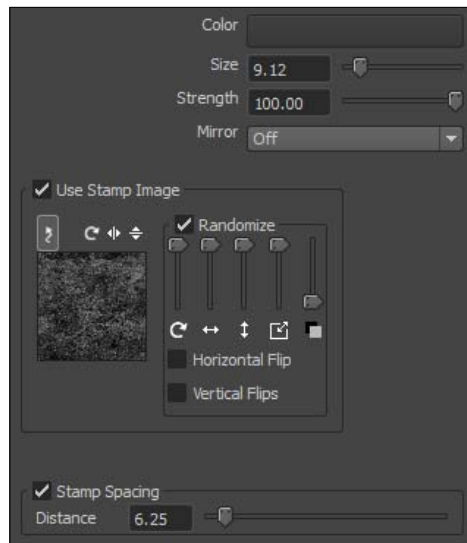 Color
Size 9.12
Strength 100.00
Mirror Off
Use Stamp Image
Randomize
Horizontal Flip
Vertical Flips
Stamp Spacing
Distance 6.25